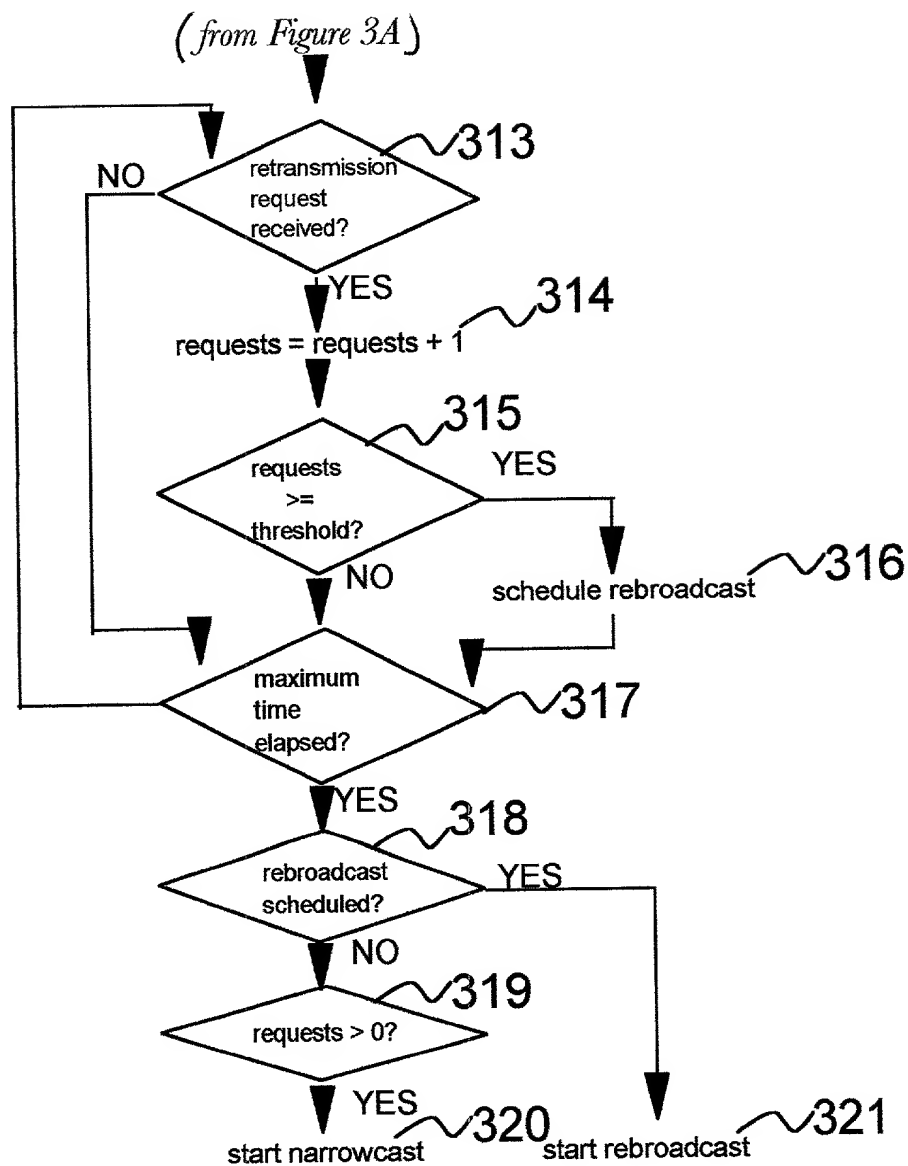 (from Figure 3A)
313
NO
retransmission
request
received?
YES
314
requests = requests + 1
315
requests
>=
threshold?
YES
NO
316
schedule rebroadcast
maximum
time
elapsed?
317
YES
318
rebroadcast
scheduled?
YES
NO
319
requests > 0?
YES
320
start narrowcast
321
start rebroadcast